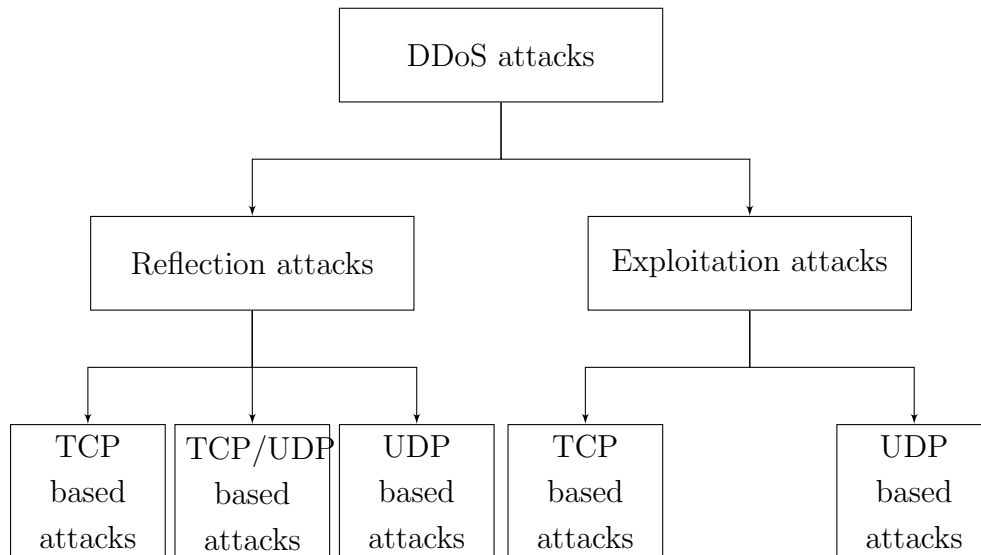 DDoS attacks
Reflection attacks
Exploitation attacks
TCP
based
attacks
TCP/UDP
based
attacks
UDP
based
attacks
TCP
based
attacks
UDP
based
attacks